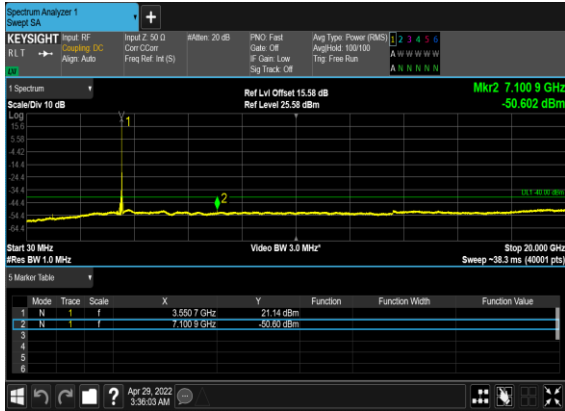 Spectrum Analyzer 1
Swept SA
+
KEYSIGHT Input: RF Input Z: 50 Ω #Atten: 20 dB PNO: Fast Avg Type: Power (RMS) 1 2 3 4 5 6
RLT Coupling: DC Corr CCorr Gate: Off Avg|Hold: 100/100 A W W W W W
Align: Auto Freq Ref: Int (S) IF Gain: Low Trig: Free Run
Sig Track: Off A N N N N N
1 Spectrum Ref Lvl Offset 15.58 dB Mkr2 7.100 9 GHz
Scale/Div 10 dB Ref Level 25.58 dBm -50.602 dBm
Log
15.6
5.58
-4.42
-14.4
-24.4
-34.4
-44.4
-54.4
-64.4
1
2
DL1 -40.00 dBm
Start 30 MHz Video BW 3.0 MHz* Stop 20.000 GHz
#Res BW 1.0 MHz Sweep ~38.3 ms (40001 pts)
5 Marker Table
Mode Trace Scale X Y Function Function Width Function Value
1 N 1 f 3.550 7 GHz 21.14 dBm
2 N 1 f 7.100 9 GHz -50.60 dBm
3
4
5
6
? Apr 29, 2022
3:36:03 AM